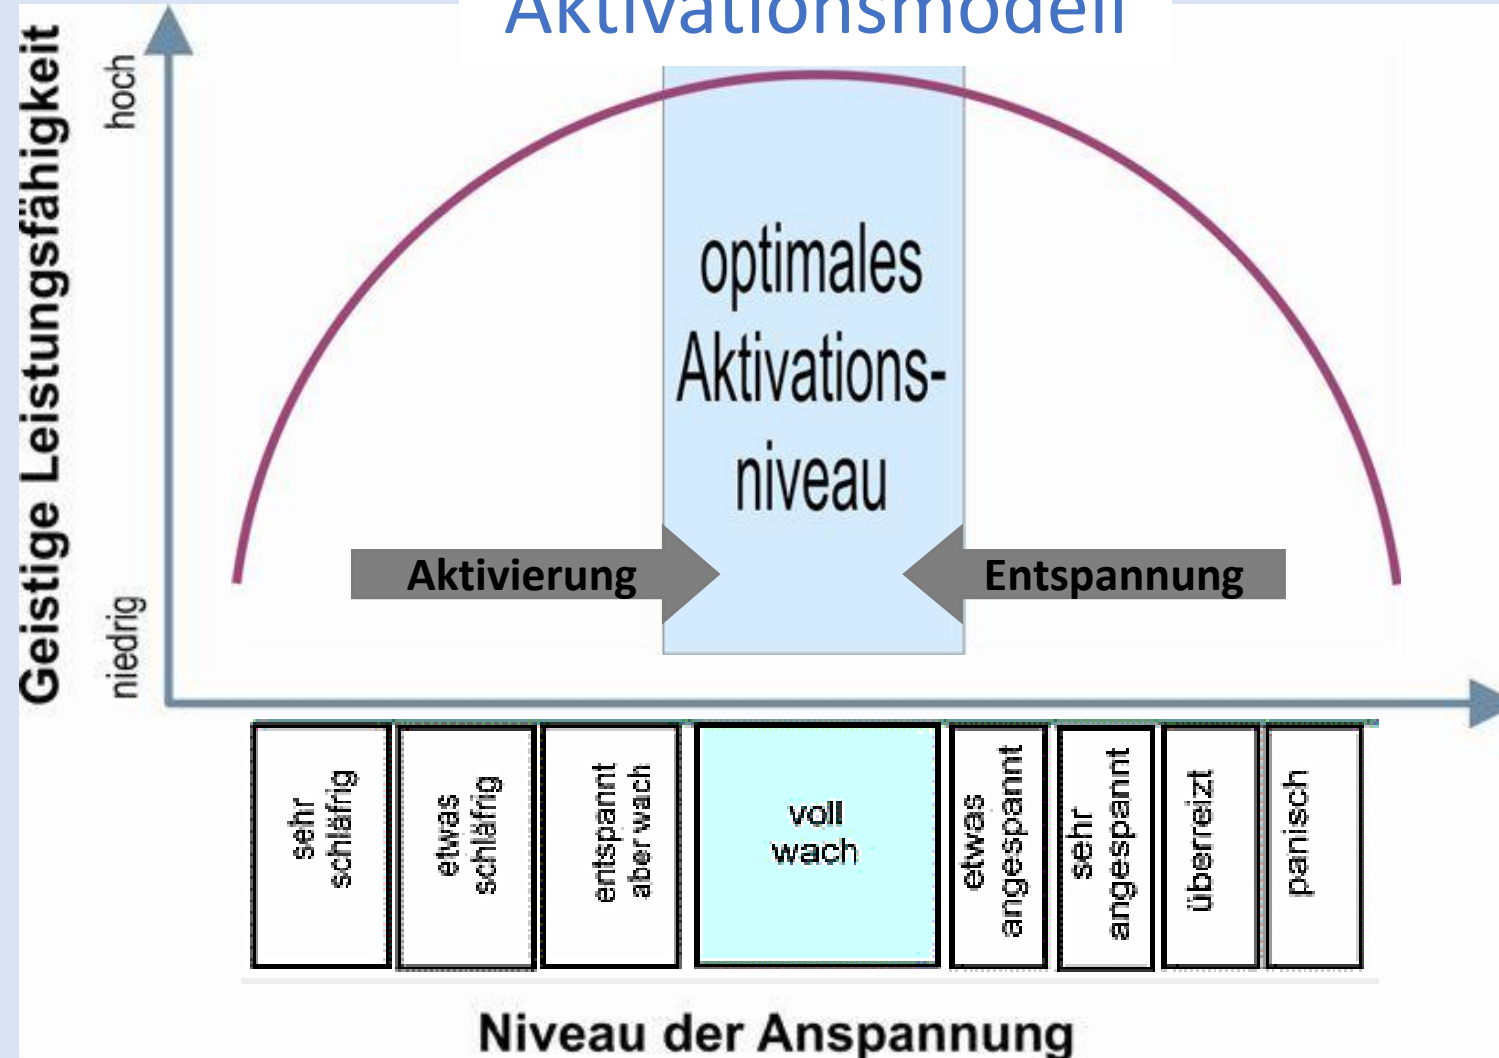 Aktivationsmodell
Geistige Leistungsfähigkeit
hoch
niedrig
optimales
Aktivations-
niveau
Aktivierung
Entspannung
sehr
schläfrig
etwas
schläfrig
entspannt
aber wach
voll
wach
etwas
angespannt
sehr
angespannt
überreizt
panisch
Niveau der Anspannung